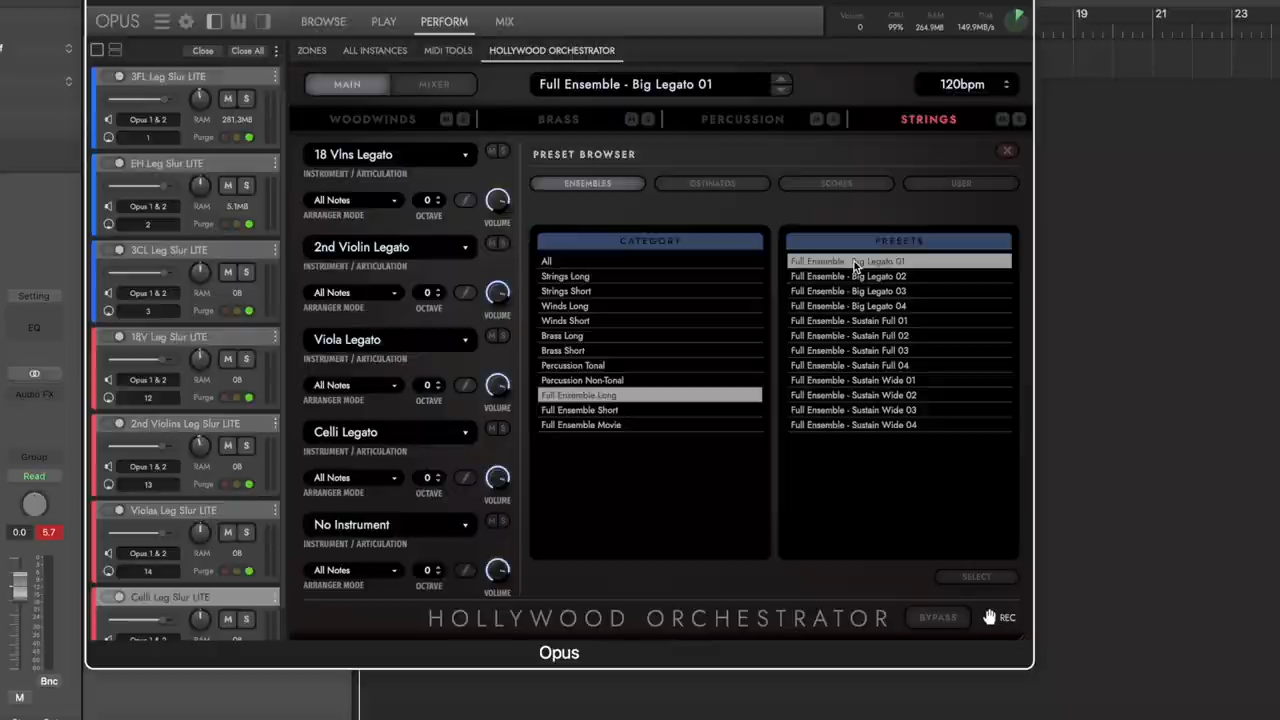 19 21 23
OPUS BROWSE PLAY PERFORM MIX
Voices CPU RAM Disk
0 99% 264.9MB 149.9MB/s
Close Close All ZONES ALL INSTANCES MIDI TOOLS HOLLYWOOD ORCHESTRATOR
3FL Leg Slur LITE
M S
Opus 1 & 2 RAM 281.3MB
1 Purge
EH Leg Slur LITE
M S
Opus 1 & 2 RAM 5.1MB
2 Purge
3CL Leg Slur LITE
M S
Opus 1 & 2 RAM 0B
3 Purge
18V Leg Slur LITE
M S
Opus 1 & 2 RAM 0B
12 Purge
2nd Violins Leg Slur LITE
M S
Opus 1 & 2 RAM 0B
13 Purge
Violas Leg Slur LITE
M S
Opus 1 & 2 RAM 0B
14 Purge
Celli Leg Slur LITE
M S
MAIN MIXER Full Ensemble - Big Legato 01 120bpm
WOODWINDS M S BRASS M S PERCUSSION M S STRINGS M S
18 Vlns Legato M S
INSTRUMENT / ARTICULATION
All Notes 0
ARRANGER MODE OCTAVE VOLUME
2nd Violin Legato M S
INSTRUMENT / ARTICULATION
All Notes 0
ARRANGER MODE OCTAVE VOLUME
Viola Legato M S
INSTRUMENT / ARTICULATION
All Notes 0
ARRANGER MODE OCTAVE VOLUME
Celli Legato M S
INSTRUMENT / ARTICULATION
All Notes 0
ARRANGER MODE OCTAVE VOLUME
No Instrument M S
INSTRUMENT / ARTICULATION
All Notes 0
ARRANGER MODE OCTAVE VOLUME
PRESET BROWSER X
ENSEMBLES OSTINATOS SCORES USER
CATEGORY
All
Strings Long
Strings Short
Winds Long
Winds Short
Brass Long
Brass Short
Percussion Tonal
Percussion Non-Tonal
Full Ensemble Long
Full Ensemble Short
Full Ensemble Movie
PRESETS
Full Ensemble - Big Legato 01
Full Ensemble - Big Legato 02
Full Ensemble - Big Legato 03
Full Ensemble - Big Legato 04
Full Ensemble - Sustain Full 01
Full Ensemble - Sustain Full 02
Full Ensemble - Sustain Full 03
Full Ensemble - Sustain Full 04
Full Ensemble - Sustain Wide 01
Full Ensemble - Sustain Wide 02
Full Ensemble - Sustain Wide 03
Full Ensemble - Sustain Wide 04
SELECT
HOLLYWOOD ORCHESTRATOR BYPASS REC
Opus
Setting
EQ
Audio FX
Group
Read
0.0 5.7
Bnc
M